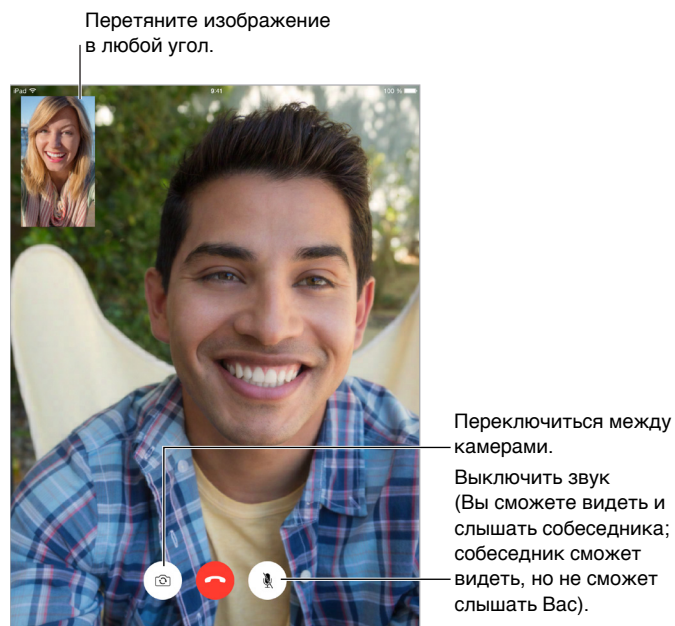 Перетяните изображение
в любой угол.
iPad 9:41 100 %
Переключиться между
камерами.
Выключить звук
(Вы сможете видеть и
слышать собеседника;
собеседник сможет
видеть, но не сможет
слышать Вас).